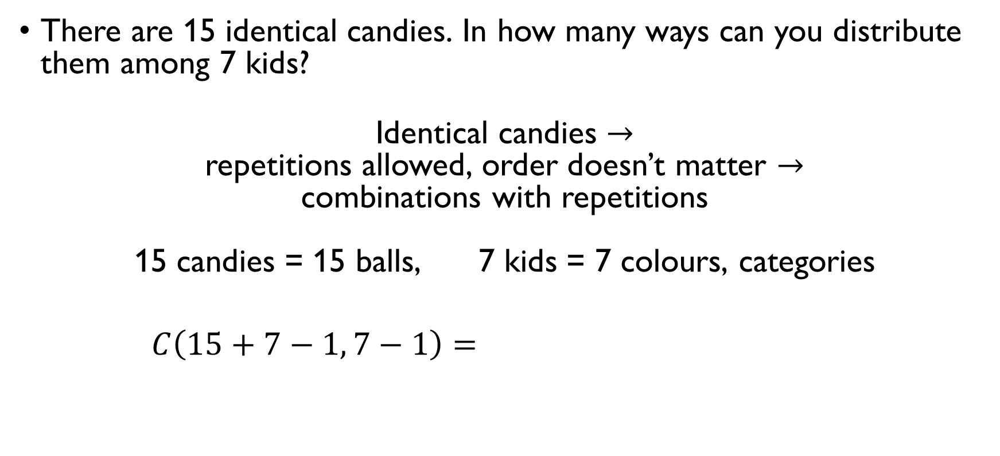 • There are 15 identical candies. In how many ways can you distribute
them among 7 kids?
Identical candies →
repetitions allowed, order doesn’t matter →
combinations with repetitions
15 candies = 15 balls, 7 kids = 7 colours, categories
𝐶(15 + 7 − 1, 7 − 1) =